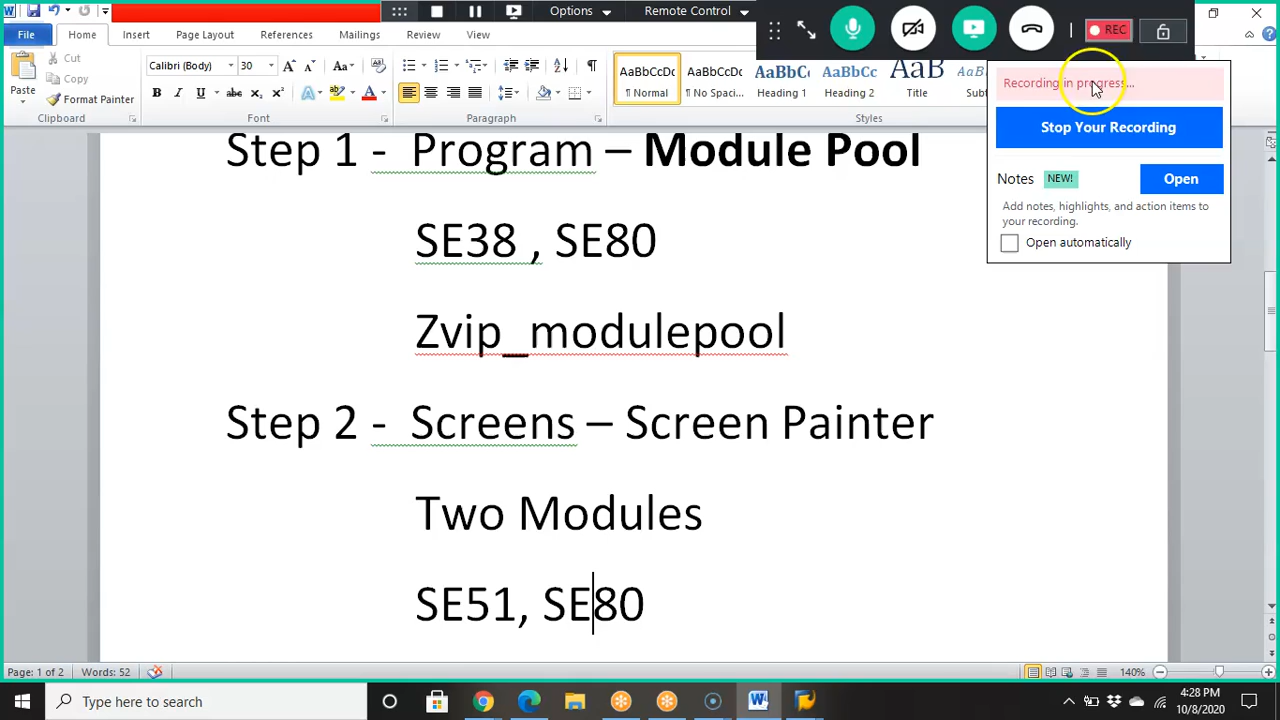 Options
Remote Control
REC
File
Home
Insert
Page Layout
References
Mailings
Review
View
Paste
Cut
Copy
Format Painter
Clipboard
Calibri (Body)
30
Font
Paragraph
AaBbCcDc
¶ Normal
AaBbCcDc
¶ No Spaci...
AaBbCc
Heading 1
AaBbCc
Heading 2
AaB
Title
Styles
Recording in progress...
Stop Your Recording
Notes NEW! Open
Add notes, highlights, and action items to
your recording.
Open automatically
Step 1 - Program – Module Pool
SE38 , SE80
Zvip_modulepool
Step 2 - Screens – Screen Painter
Two Modules
SE51, SE80
Page: 1 of 2
Words: 52
140%
Type here to search
4:28 PM
10/8/2020